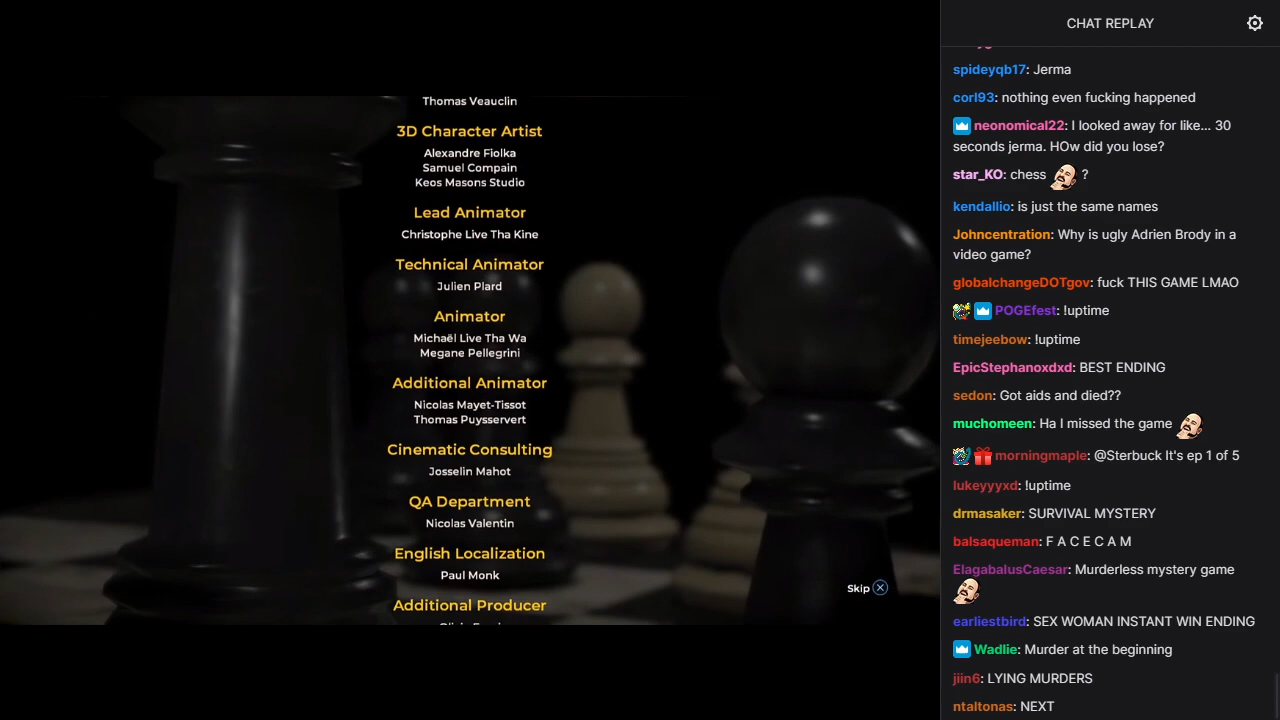 Thomas Veauclin
3D Character Artist
Alexandre Fiolka
Samuel Compain
Keos Masons Studio
Lead Animator
Christophe Live Tha Kine
Technical Animator
Julien Plard
Animator
Michaël Live Tha Wa
Megane Pellegrini
Additional Animator
Nicolas Mayet-Tissot
Thomas Puysservert
Cinematic Consulting
Josselin Mahot
QA Department
Nicolas Valentin
English Localization
Paul Monk
Additional Producer
Skip
CHAT REPLAY
spideyqb17: Jerma
corl93: nothing even fucking happened
neonomical22: I looked away for like... 30
seconds jerma. HOw did you lose?
star_KO: chess ?
kendallio: is just the same names
Johncentration: Why is ugly Adrien Brody in a
video game?
globalchangeDOTgov: fuck THIS GAME LMAO
POGEfest: !uptime
timejeebow: !uptime
EpicStephanoxdxd: BEST ENDING
sedon: Got aids and died??
muchomeen: Ha I missed the game
morningmaple: @Sterbuck It's ep 1 of 5
lukeyyyxd: !uptime
drmasaker: SURVIVAL MYSTERY
balsaqueman: F A C E C A M
ElagabalusCaesar: Murderless mystery game
earliestbird: SEX WOMAN INSTANT WIN ENDING
Wadlie: Murder at the beginning
jiin6: LYING MURDERS
ntaltonas: NEXT